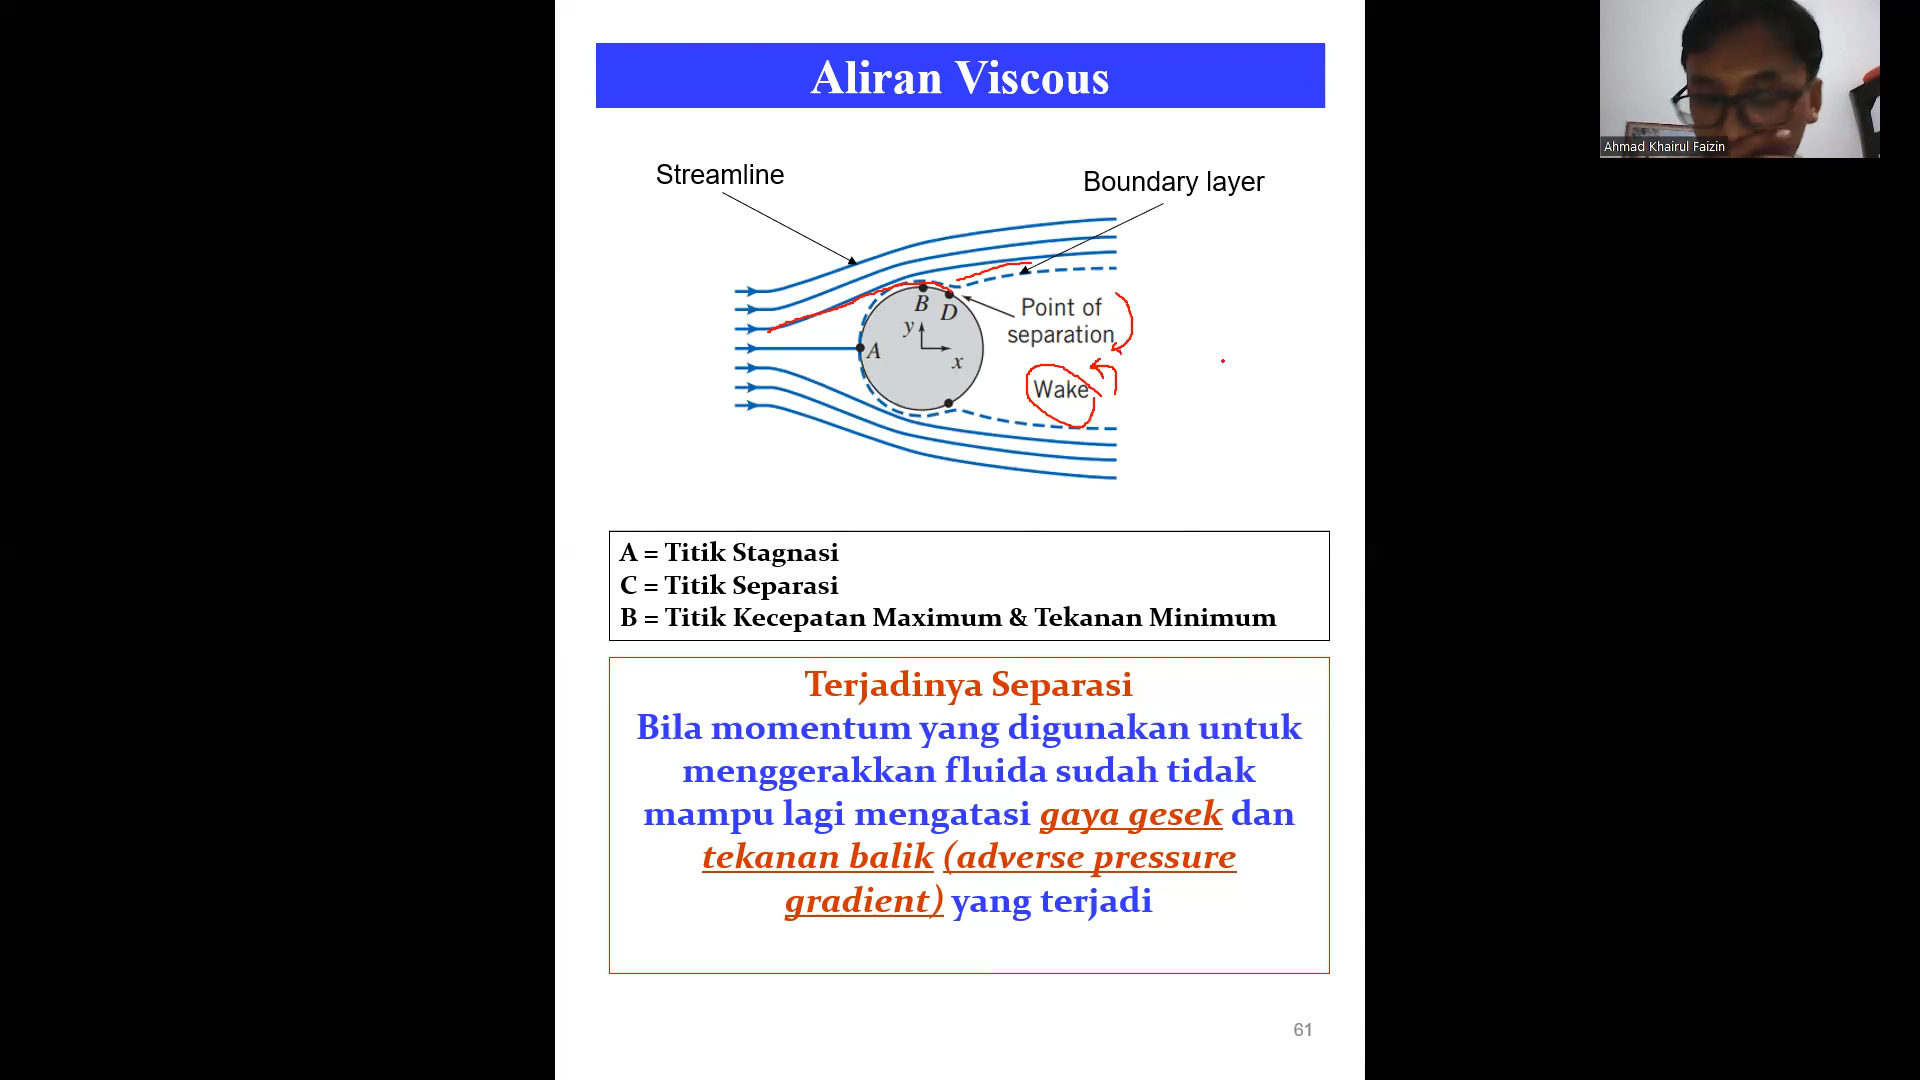 Aliran Viscous
Ahmad Khairul Faizin
Streamline
Boundary layer
B
D
Point of
separation
y
A
x
Wake
A = Titik Stagnasi
C = Titik Separasi
B = Titik Kecepatan Maximum & Tekanan Minimum
Terjadinya Separasi
Bila momentum yang digunakan untuk
menggerakkan fluida sudah tidak
mampu lagi mengatasi gaya gesek dan
tekanan balik (adverse pressure
gradient) yang terjadi
61